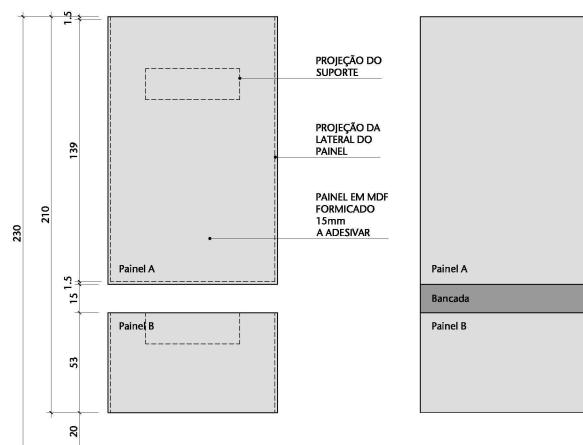 1.5
139
1.5
15
53
20
210
230
PROJEÇÃO DO
SUPORTE
PROJEÇÃO DA
LATERAL DO
PAINEL
PAINEL EM MDF
FORMICADO
15mm
A ADESIVAR
Painel A
Painel B
Painel A
Bancada
Painel B